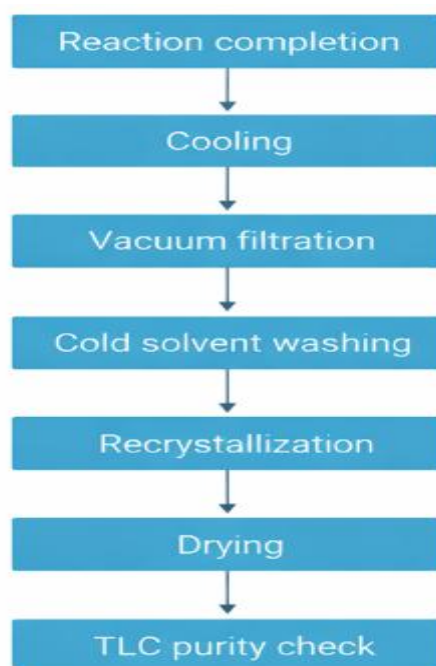 Reaction completion
Cooling
Vacuum filtration
Cold solvent washing
Recrystallization
Drying
TLC purity check